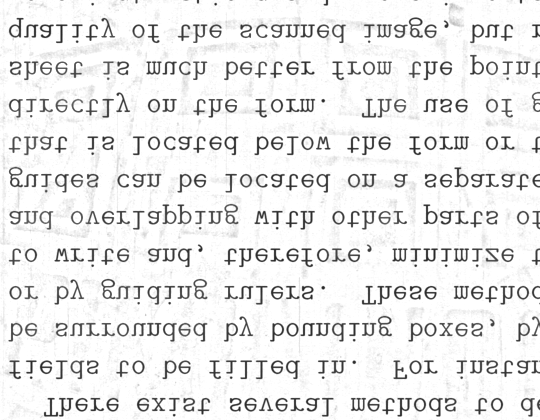 There exist several methods to de
fields to be filled in. For instan
be surrounded by bounding boxes, by
or by guiding rulers. These method
to write and, therefore, minimize t
and overlapping with other parts of
guides can be located on a separate
that is located below the form or t
directly on the form. The use of g
sheet is much better from the point
quality of the scanned image, but r